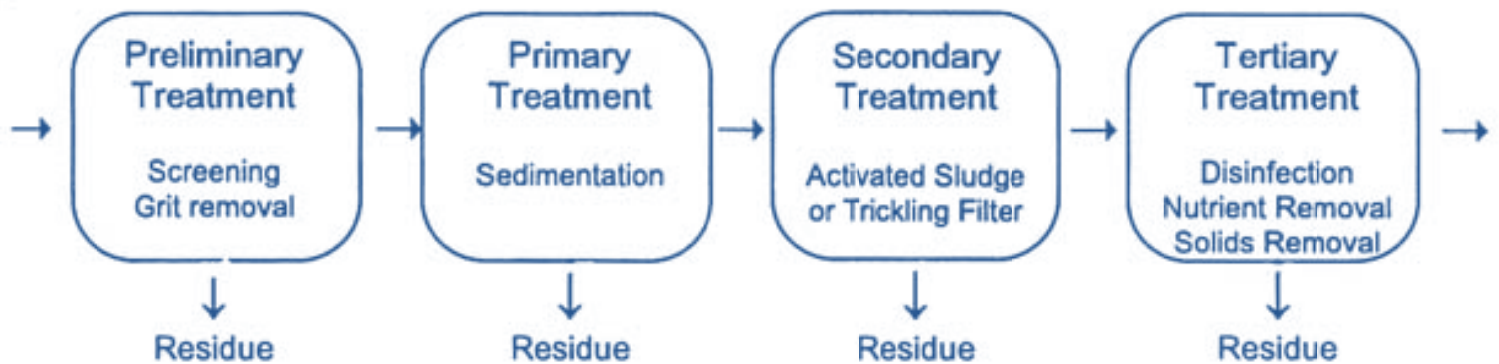 Preliminary
Treatment
Screening
Grit removal
Residue
Primary
Treatment
Sedimentation
Residue
Secondary
Treatment
Activated Sludge
or Trickling Filter
Residue
Tertiary
Treatment
Disinfection
Nutrient Removal
Solids Removal
Residue